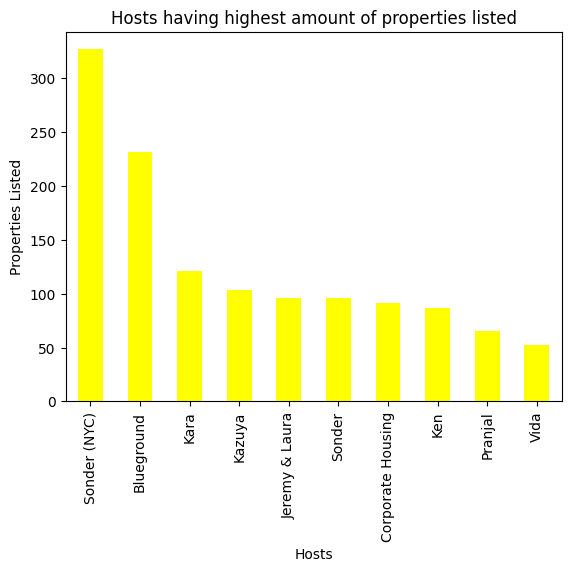 Hosts having highest amount of properties listed
Properties Listed
300
250
200
150
100
50
0
Sonder (NYC)
Blueground
Kara
Kazuya
Jeremy & Laura
Sonder
Corporate Housing
Ken
Pranjal
Vida
Hosts